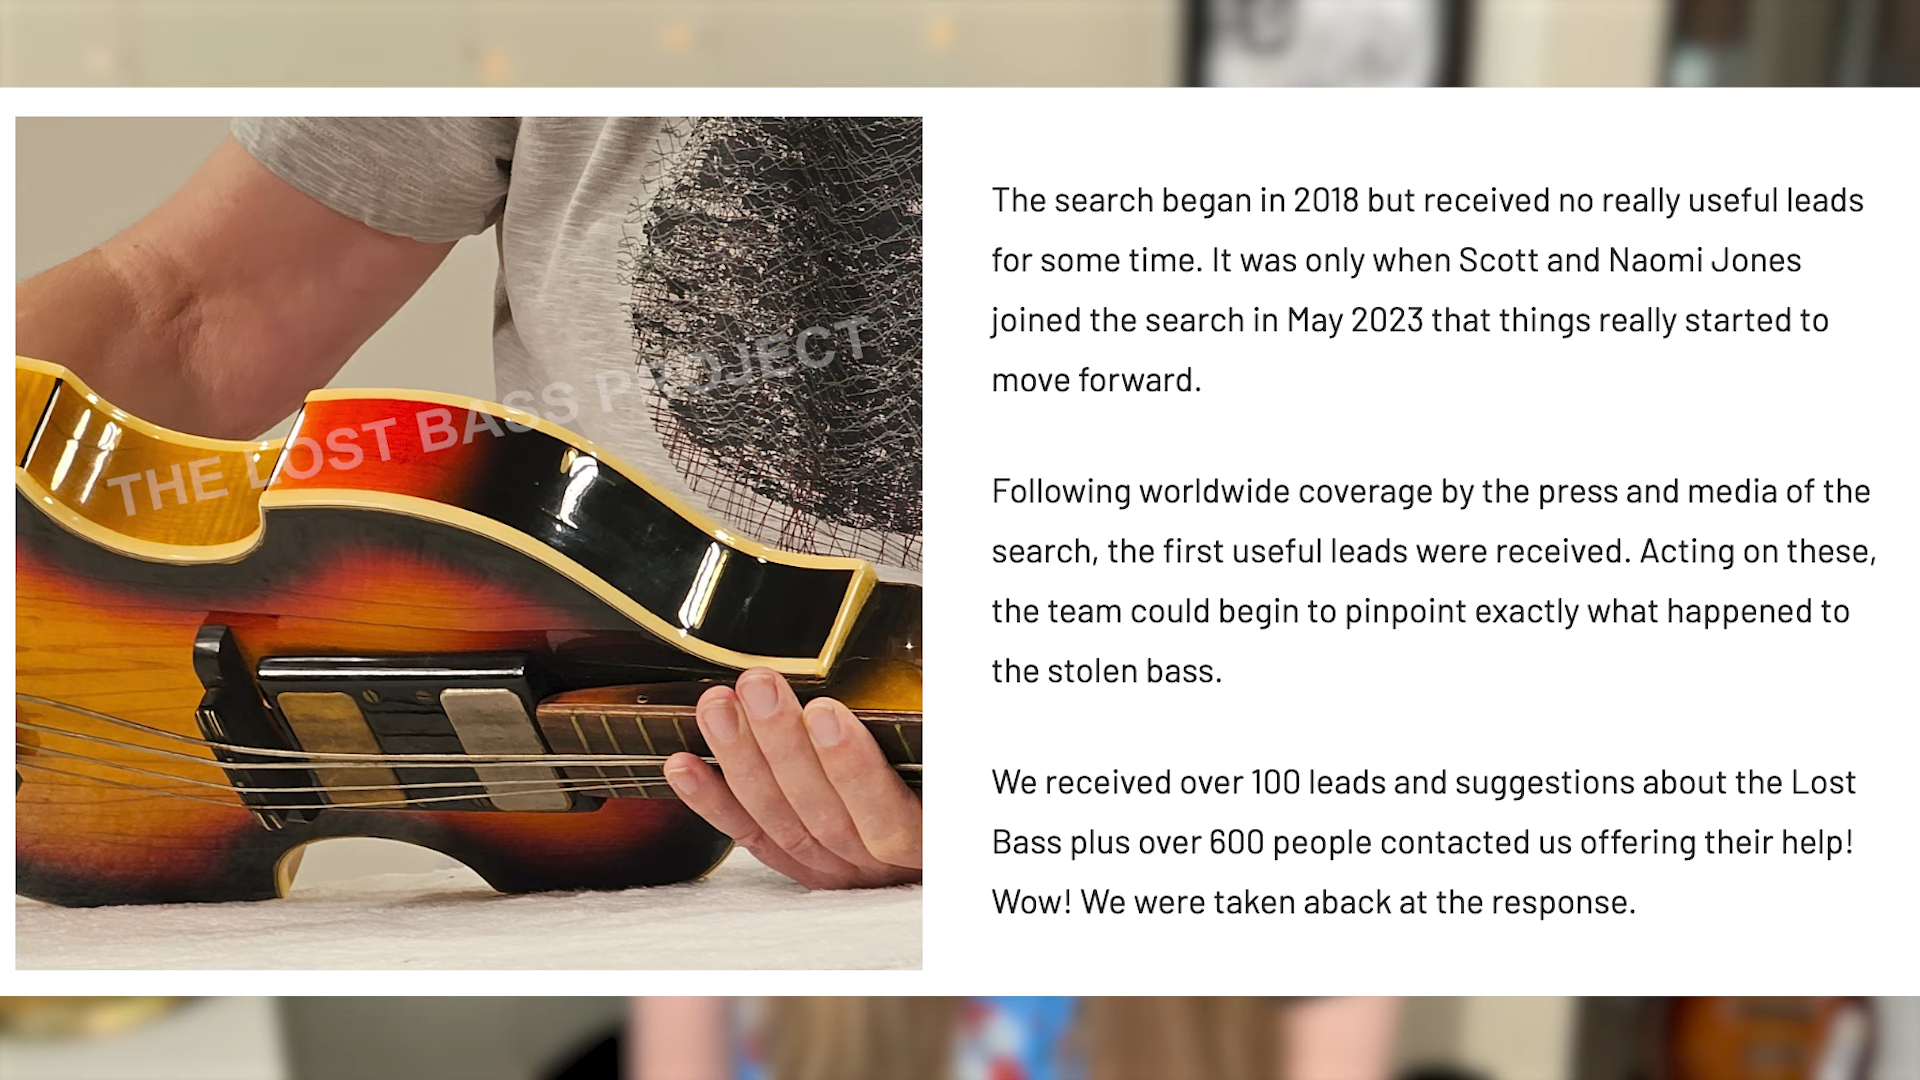 THE LOST BASS PROJECT
The search began in 2018 but received no really useful leads
for some time. It was only when Scott and Naomi Jones
joined the search in May 2023 that things really started to
move forward.
Following worldwide coverage by the press and media of the
search, the first useful leads were received. Acting on these,
the team could begin to pinpoint exactly what happened to
the stolen bass.
We received over 100 leads and suggestions about the Lost
Bass plus over 600 people contacted us offering their help!
Wow! We were taken aback at the response.